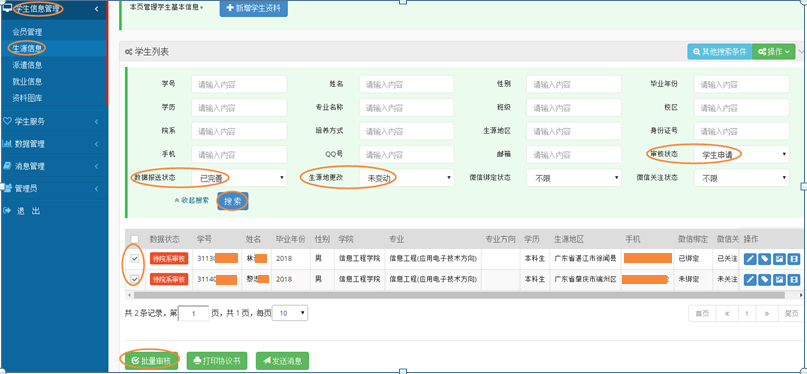 学生信息管理
会员管理
生源信息
派遣信息
就业信息
资料图库
学生服务
数据管理
消息管理
管理员
退 出
本页管理学生基本信息。
新增学生资料
学生列表
其他搜索条件
操作
学号 请输入内容 姓名 请输入内容 性别 请输入内容 毕业年份 请输入内容
学历 请输入内容 专业名称 请输入内容 班级 请输入内容 校区 请输入内容
院系 请输入内容 培养方式 请输入内容 生源地区 请输入内容 身份证号 请输入内容
手机 请输入内容 QQ号 请输入内容 邮箱 请输入内容 审核状态 学生申请
数据报送状态 已完善 生源地更改 未变动 微信绑定状态 不限 微信关注状态 不限
收起搜索 搜索
数据状态 学号 姓名 毕业年份 性别 学院 专业 专业方向 学历 生源地区 手机 微信绑定 微信关 操作
待院系审核 31130 林 2018 男 信息工程学院 信息工程(应用电子技术方向) 本科生 广东省湛江市徐闻县 已绑定 已关注
待院系审核 31140 黎 2018 男 信息工程学院 信息工程(应用电子技术方向) 本科生 广东省肇庆市端州区 未绑定 未关注
共 2 条记录，第 1 页，共 1 页，每页 10
首页 « 1 » 尾页
批量审核 打印协议书 发送消息